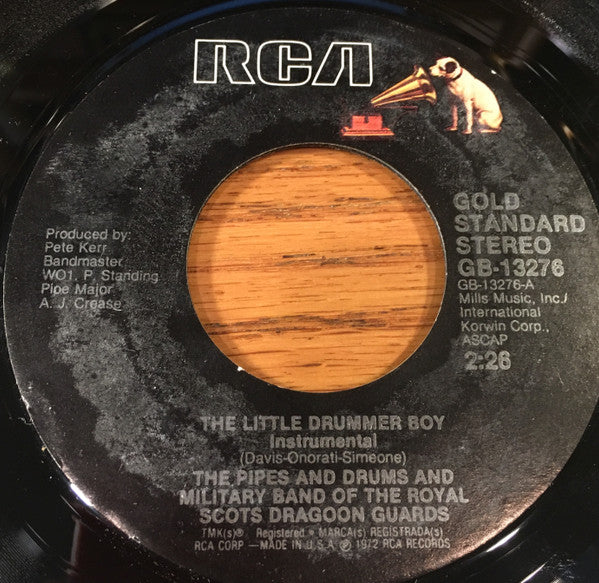 RCA
Produced by:
Pete Kerr
Bandmaster
WO1. P. Standing
Pipe Major
A. J. Crease
GOLD
STANDARD
STEREO
GB-13276
GB-13276-A
Mills Music, Inc./
International
Korwin Corp.,
ASCAP
2:26
THE LITTLE DRUMMER BOY
Instrumental
(Davis-Onorati-Simeone)
THE PIPES AND DRUMS AND
MILITARY BAND OF THE ROYAL
SCOTS DRAGOON GUARDS
TMK(s)® Registered • MARCA(s) REGISTRADA(s)
RCA CORP —MADE IN U.S.A. ℗ 1972 RCA RECORDS